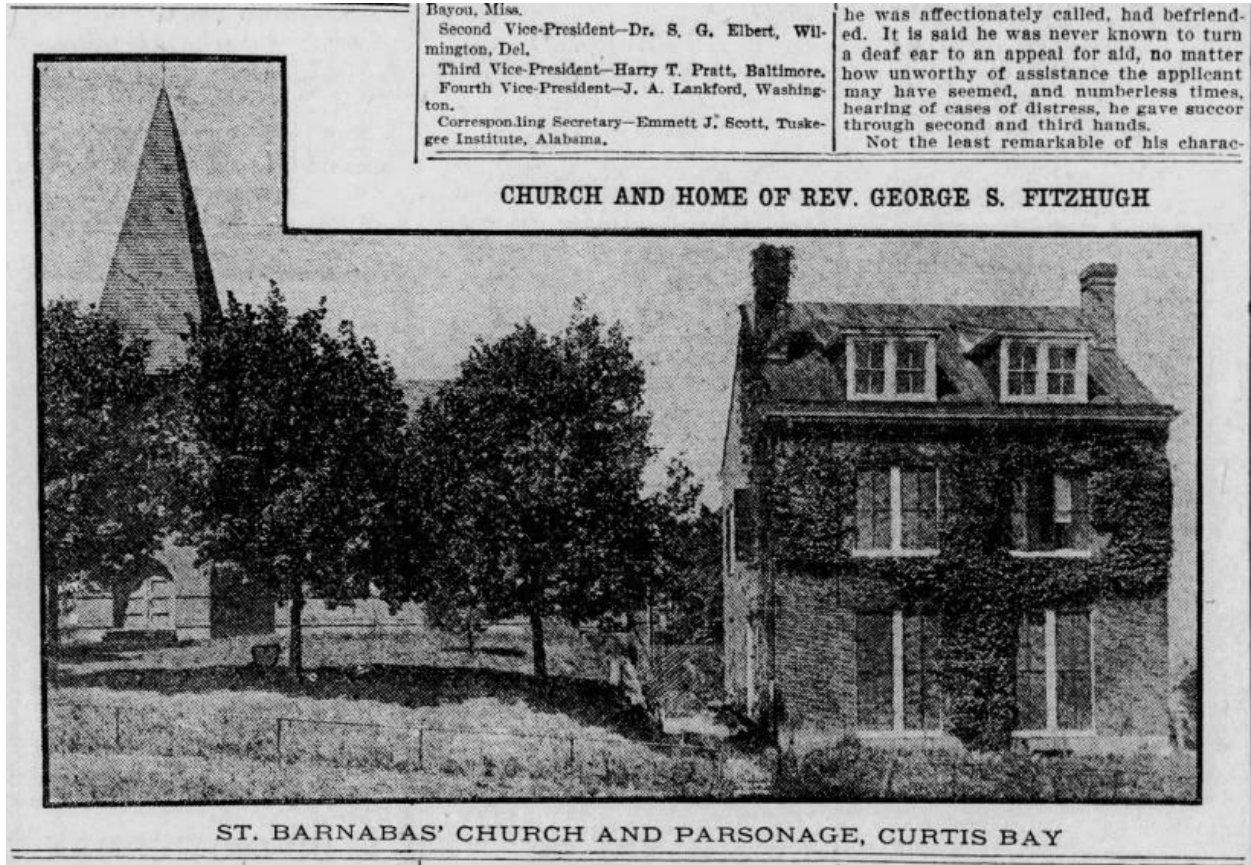 Bayou, Miss.
Second Vice-President—Dr. S. G. Elbert, Wil-
mington, Del.
Third Vice-President—Harry T. Pratt, Baltimore.
Fourth Vice-President—J. A. Lankford, Washing-
ton.
Corresponding Secretary—Emmett J. Scott, Tuske-
gee Institute, Alabama.
he was affectionately called, had befriend-
ed. It is said he was never known to turn
a deaf ear to an appeal for aid, no matter
how unworthy of assistance the applicant
may have seemed, and numberless times,
hearing of cases of distress, he gave succor
through second and third hands.
Not the least remarkable of his charac-
CHURCH AND HOME OF REV. GEORGE S. FITZHUGH
ST. BARNABAS' CHURCH AND PARSONAGE, CURTIS BAY